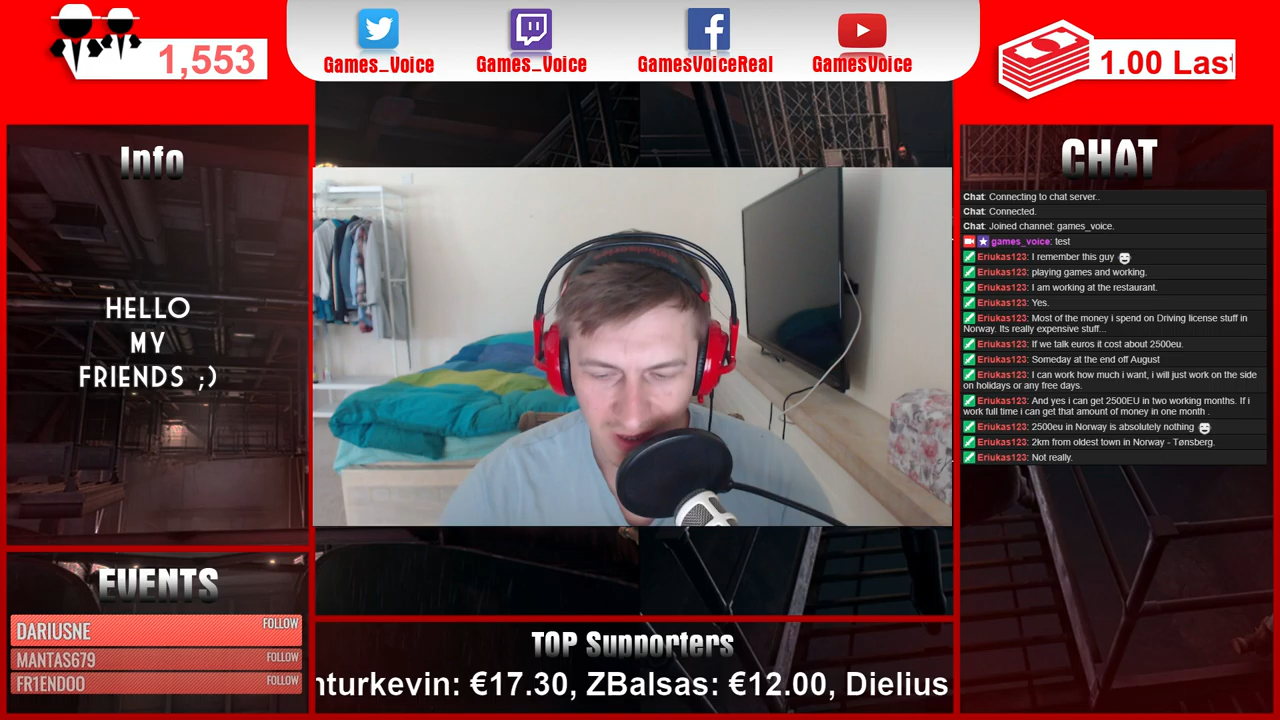 1,553
Games_Voice
Games_Voice
GamesVoiceReal
GamesVoice
1.00 Last
Info
HELLO
MY
FRIENDS ;)
EVENTS
DARIUSNE FOLLOW
MANTAS679 FOLLOW
FR1ENDOO FOLLOW
TOP Supporters
nturkevin: €17.30, ZBalsas: €12.00, Dielius
CHAT
Chat: Connecting to chat server..
Chat: Connected.
Chat: Joined channel: games_voice.
games_voice: test
Eriukas123: I remember this guy
Eriukas123: playing games and working.
Eriukas123: I am working at the restaurant.
Eriukas123: Yes.
Eriukas123: Most of the money i spend on Driving license stuff in
Norway. Its really expensive stuff...
Eriukas123: If we talk euros it cost about 2500eu.
Eriukas123: Someday at the end off August
Eriukas123: I can work how much i want, i will just work on the side
on holidays or any free days.
Eriukas123: And yes i can get 2500EU in two working months. If i
work full time i can get that amount of money in one month .
Eriukas123: 2500eu in Norway is absolutely nothing
Eriukas123: 2km from oldest town in Norway - Tønsberg.
Eriukas123: Not really.